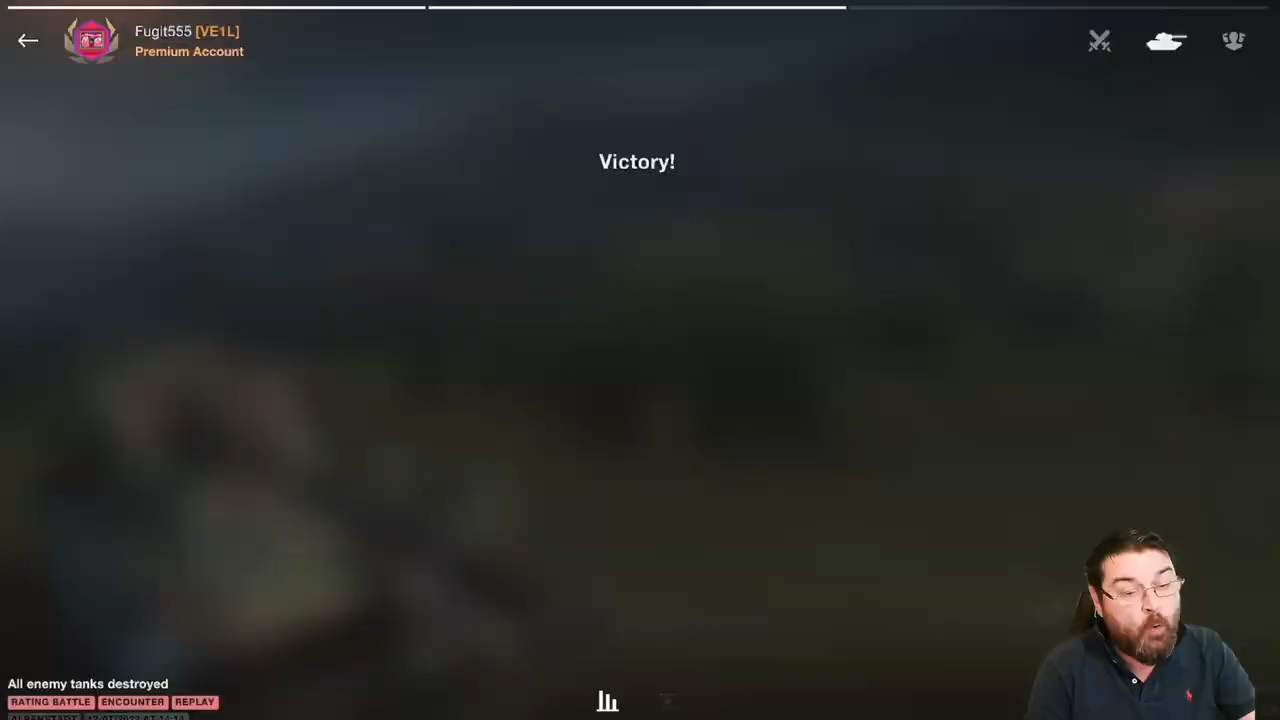 Fugit555 [VE1L]
Premium Account
Victory!
All enemy tanks destroyed
RATING BATTLE ENCOUNTER REPLAY